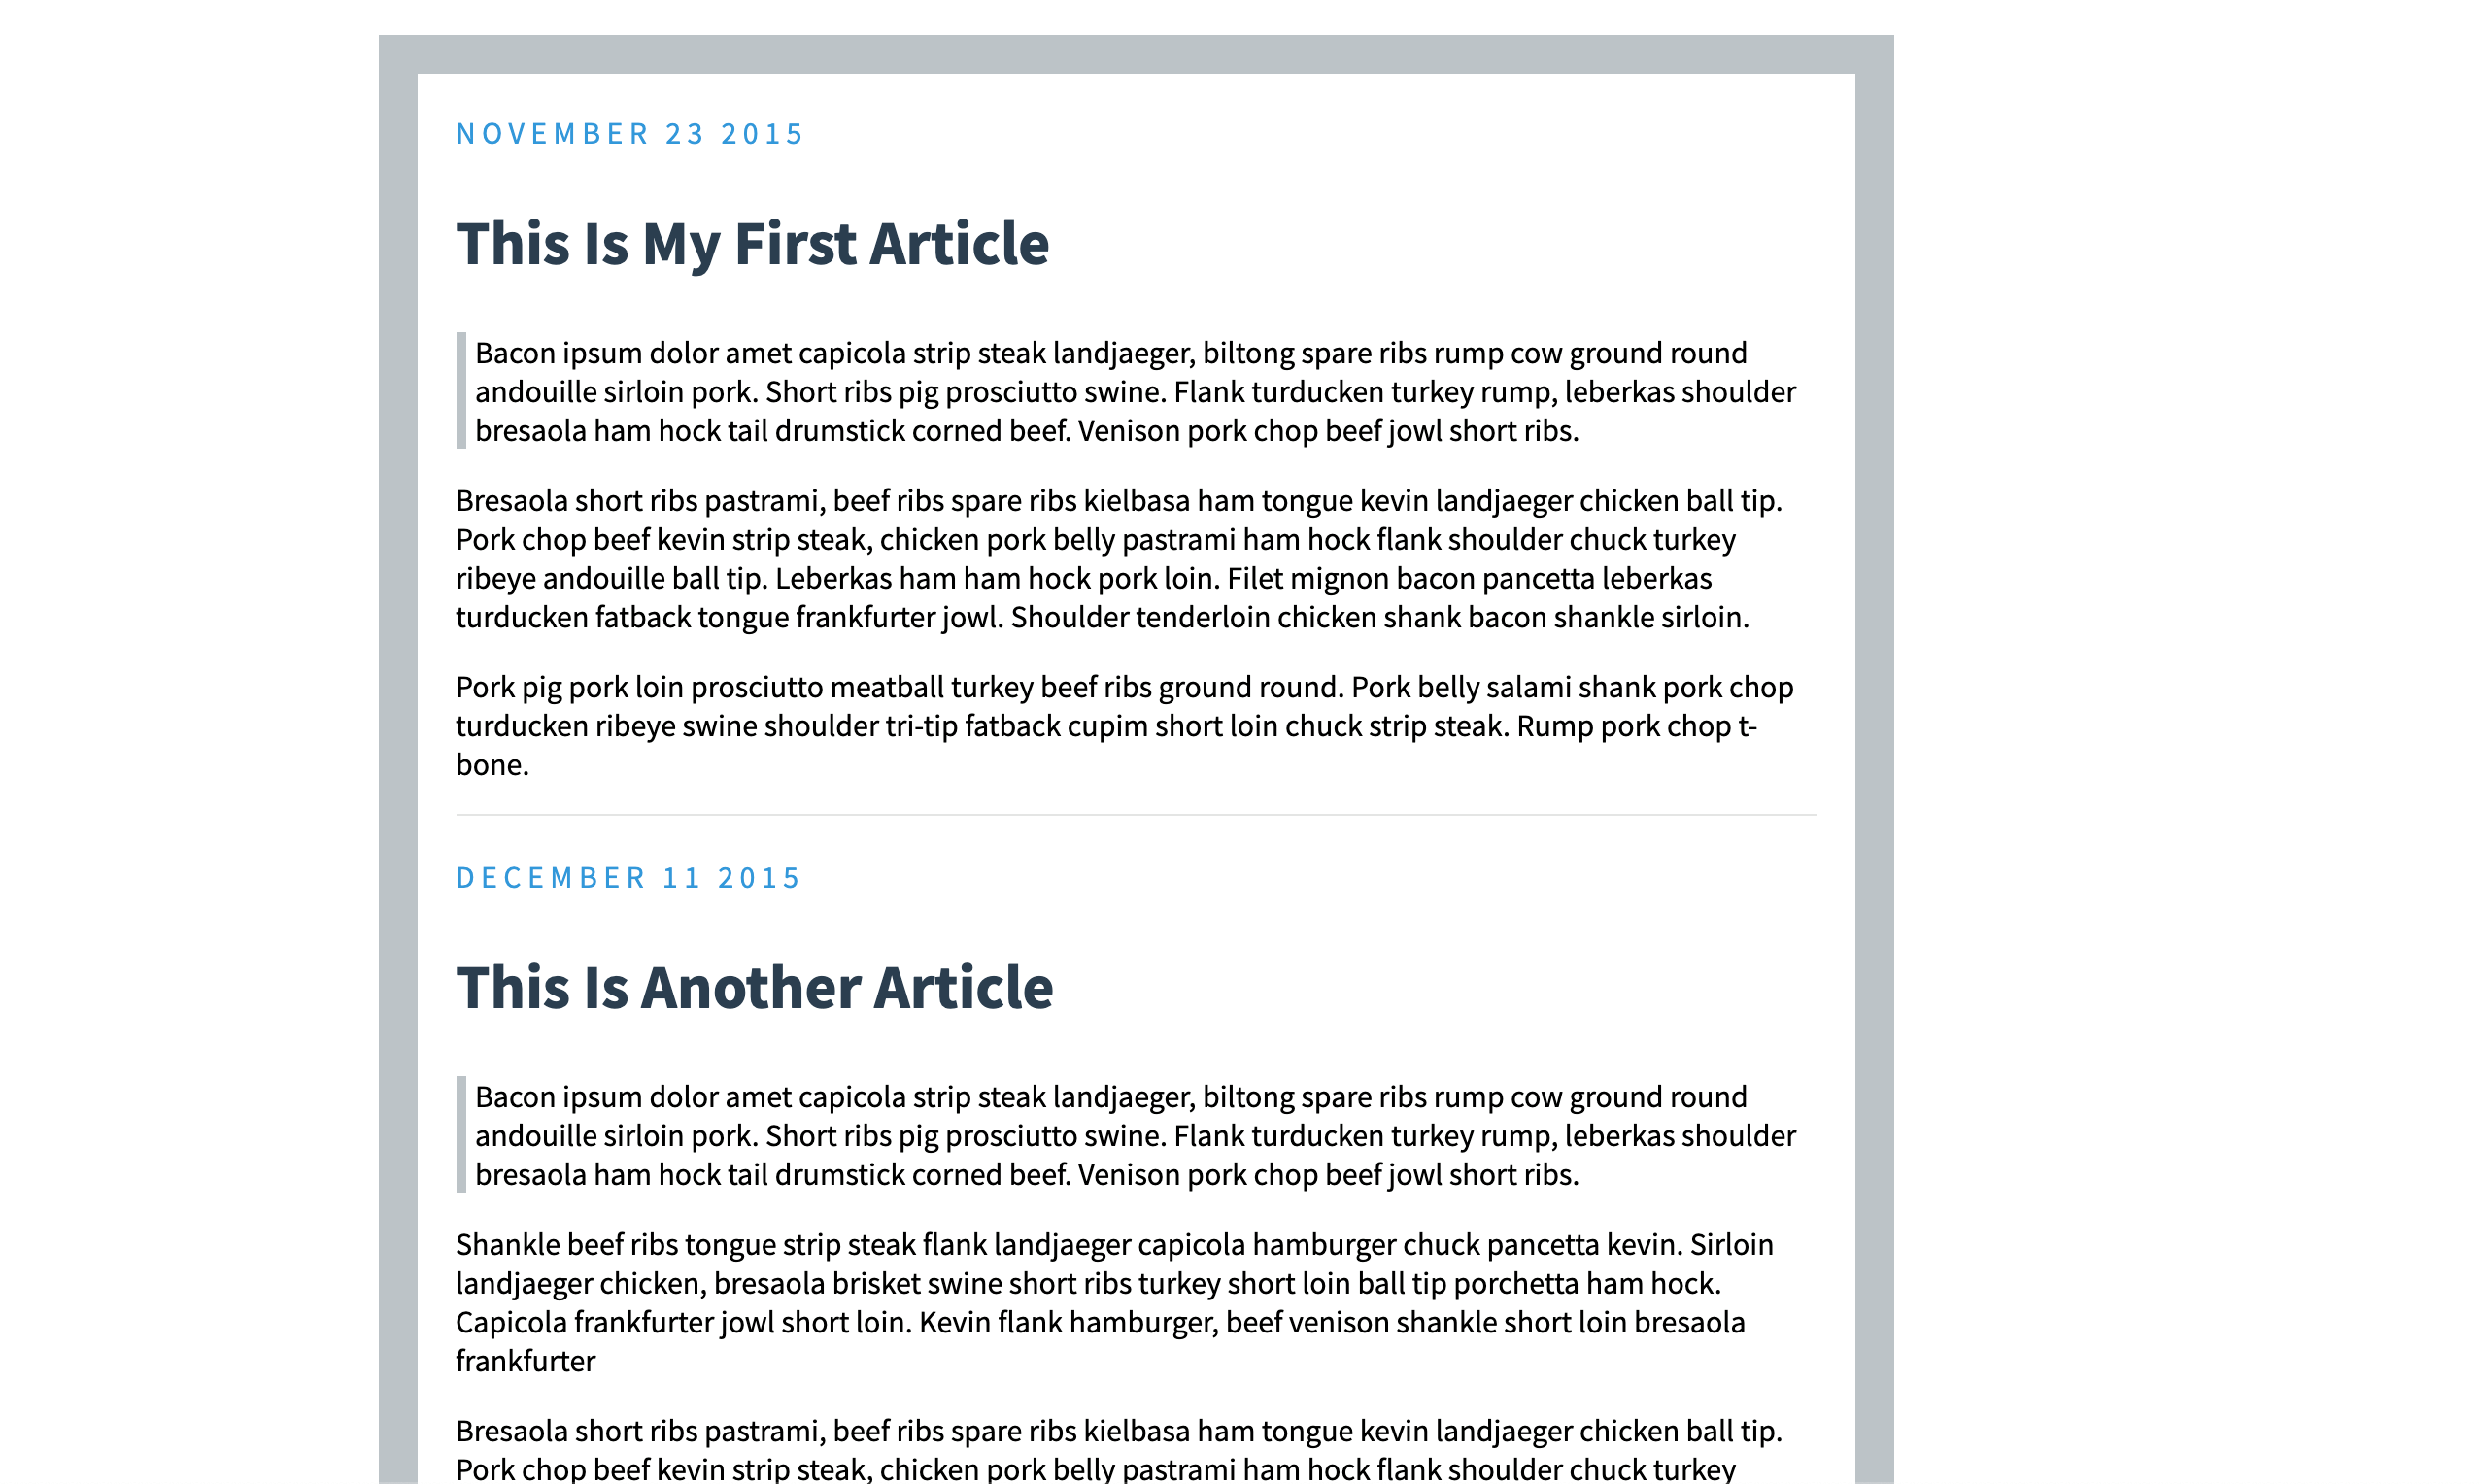 NOVEMBER 23 2015
This Is My First Article
Bacon ipsum dolor amet capicola strip steak landjaeger, biltong spare ribs rump cow ground round
andouille sirloin pork. Short ribs pig prosciutto swine. Flank turducken turkey rump, leberkas shoulder
bresaola ham hock tail drumstick corned beef. Venison pork chop beef jowl short ribs.
Bresaola short ribs pastrami, beef ribs spare ribs kielbasa ham tongue kevin landjaeger chicken ball tip.
Pork chop beef kevin strip steak, chicken pork belly pastrami ham hock flank shoulder chuck turkey
ribeye andouille ball tip. Leberkas ham ham hock pork loin. Filet mignon bacon pancetta leberkas
turducken fatback tongue frankfurter jowl. Shoulder tenderloin chicken shank bacon shankle sirloin.
Pork pig pork loin prosciutto meatball turkey beef ribs ground round. Pork belly salami shank pork chop
turducken ribeye swine shoulder tri-tip fatback cupim short loin chuck strip steak. Rump pork chop t-
bone.
DECEMBER 11 2015
This Is Another Article
Bacon ipsum dolor amet capicola strip steak landjaeger, biltong spare ribs rump cow ground round
andouille sirloin pork. Short ribs pig prosciutto swine. Flank turducken turkey rump, leberkas shoulder
bresaola ham hock tail drumstick corned beef. Venison pork chop beef jowl short ribs.
Shankle beef ribs tongue strip steak flank landjaeger capicola hamburger chuck pancetta kevin. Sirloin
landjaeger chicken, bresaola brisket swine short ribs turkey short loin ball tip porchetta ham hock.
Capicola frankfurter jowl short loin. Kevin flank hamburger, beef venison shankle short loin bresaola
frankfurter
Bresaola short ribs pastrami, beef ribs spare ribs kielbasa ham tongue kevin landjaeger chicken ball tip.
Pork chop beef kevin strip steak, chicken pork belly pastrami ham hock flank shoulder chuck turkey